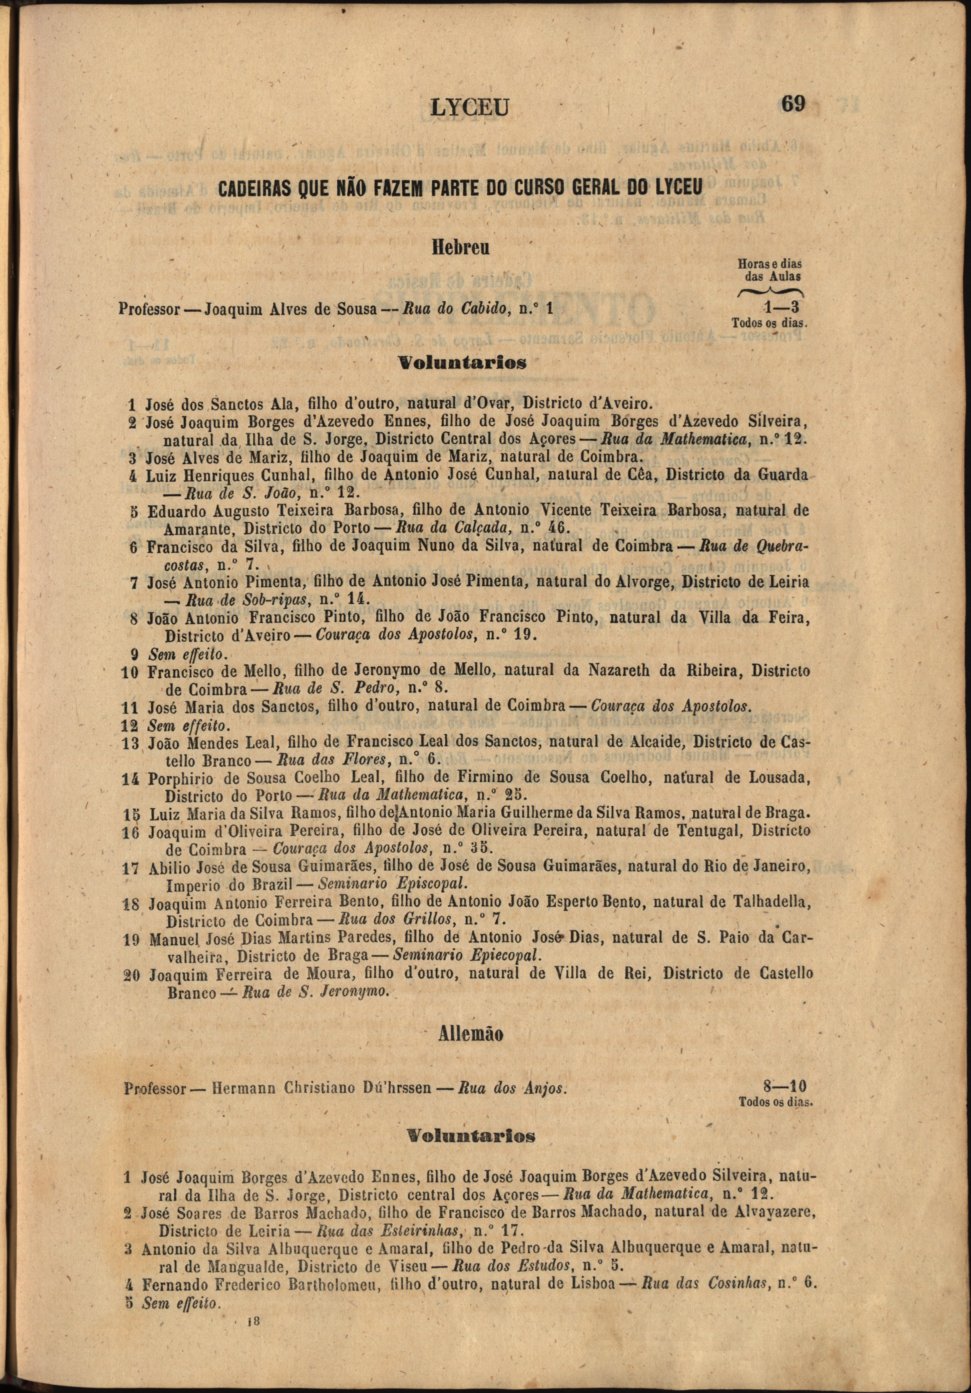 LYCEU 69
CADEIRAS QUE NÃO FAZEM PARTE DO CURSO GERAL DO LYCEU
Hebreu
Horas e dias
das Aulas
Professor — Joaquim Alves de Sousa — Rua do Cabido, n.º 1 1—3
Todos os dias.
Voluntarios
1 José dos Sanctos Ala, filho d'outro, natural d'Ovar, Districto d'Aveiro.
2 José Joaquim Borges d'Azevedo Ennes, filho de José Joaquim Borges d'Azevedo Silveira,
natural da Ilha de S. Jorge, Districto Central dos Açores — Rua da Mathematica, n.º 12.
3 José Alves de Mariz, filho de Joaquim de Mariz, natural de Coimbra.
4 Luiz Henriques Cunhal, filho de Antonio José Cunhal, natural de Cêa, Districto da Guarda
— Rua de S. João, n.º 12.
5 Eduardo Augusto Teixeira Barbosa, filho de Antonio Vicente Teixeira Barbosa, natural de
Amarante, Districto do Porto — Rua da Calçada, n.º 46.
6 Francisco da Silva, filho de Joaquim Nuno da Silva, natural de Coimbra — Rua de Quebra-
costas, n.º 7.
7 José Antonio Pimenta, filho de Antonio José Pimenta, natural do Alvorge, Districto de Leiria
— Rua de Sob-ripas, n.º 14.
8 João Antonio Francisco Pinto, filho de João Francisco Pinto, natural da Villa da Feira,
Districto d'Aveiro — Couraça dos Apostolos, n.º 19.
9 Sem effeito.
10 Francisco de Mello, filho de Jeronymo de Mello, natural da Nazareth da Ribeira, Districto
de Coimbra — Rua de S. Pedro, n.º 8.
11 José Maria dos Sanctos, filho d'outro, natural de Coimbra — Couraça dos Apostolos.
12 Sem effeito.
13 João Mendes Leal, filho de Francisco Leal dos Sanctos, natural de Alcaide, Districto de Cas-
tello Branco — Rua das Flores, n.º 6.
14 Porphirio de Sousa Coelho Leal, filho de Firmino de Sousa Coelho, natural de Lousada,
Districto do Porto — Rua da Mathematica, n.º 25.
15 Luiz Maria da Silva Ramos, filho de Antonio Maria Guilherme da Silva Ramos, natural de Braga.
16 Joaquim d'Oliveira Pereira, filho de José de Oliveira Pereira, natural de Tentugal, Districto
de Coimbra — Couraça dos Apostolos, n.º 35.
17 Abilio José de Sousa Guimarães, filho de José de Sousa Guimarães, natural do Rio de Janeiro,
Imperio do Brazil — Seminario Episcopal.
18 Joaquim Antonio Ferreira Bento, filho de Antonio João Esperto Bento, natural de Talhadella,
Districto de Coimbra — Rua dos Grillos, n.º 7.
19 Manuel José Dias Martins Paredes, filho de Antonio José Dias, natural de S. Paio da Car-
valheira, Districto de Braga — Seminario Epiecopal.
20 Joaquim Ferreira de Moura, filho d'outro, natural de Villa de Rei, Districto de Castello
Branco — Rua de S. Jeronymo.
Allemão
Professor — Hermann Christiano Dú'hrssen — Rua dos Anjos. 8—10
Todos os dias.
Voluntarios
1 José Joaquim Borges d'Azevedo Ennes, filho de José Joaquim Borges d'Azevedo Silveira, natu-
ral da Ilha de S. Jorge, Districto central dos Açores — Rua da Mathematica, n.º 12.
2 José Soares de Barros Machado, filho de Francisco de Barros Machado, natural de Alvayazere,
Districto de Leiria — Rua das Esteirinhas, n.º 17.
3 Antonio da Silva Albuquerque e Amaral, filho de Pedro da Silva Albuquerque e Amaral, natu-
ral de Mangualde, Districto de Viseu — Rua dos Estudos, n.º 5.
4 Fernando Frederico Bartholomeu, filho d'outro, natural de Lisboa — Rua das Cosinhas, n.º 6.
5 Sem effeito.
18